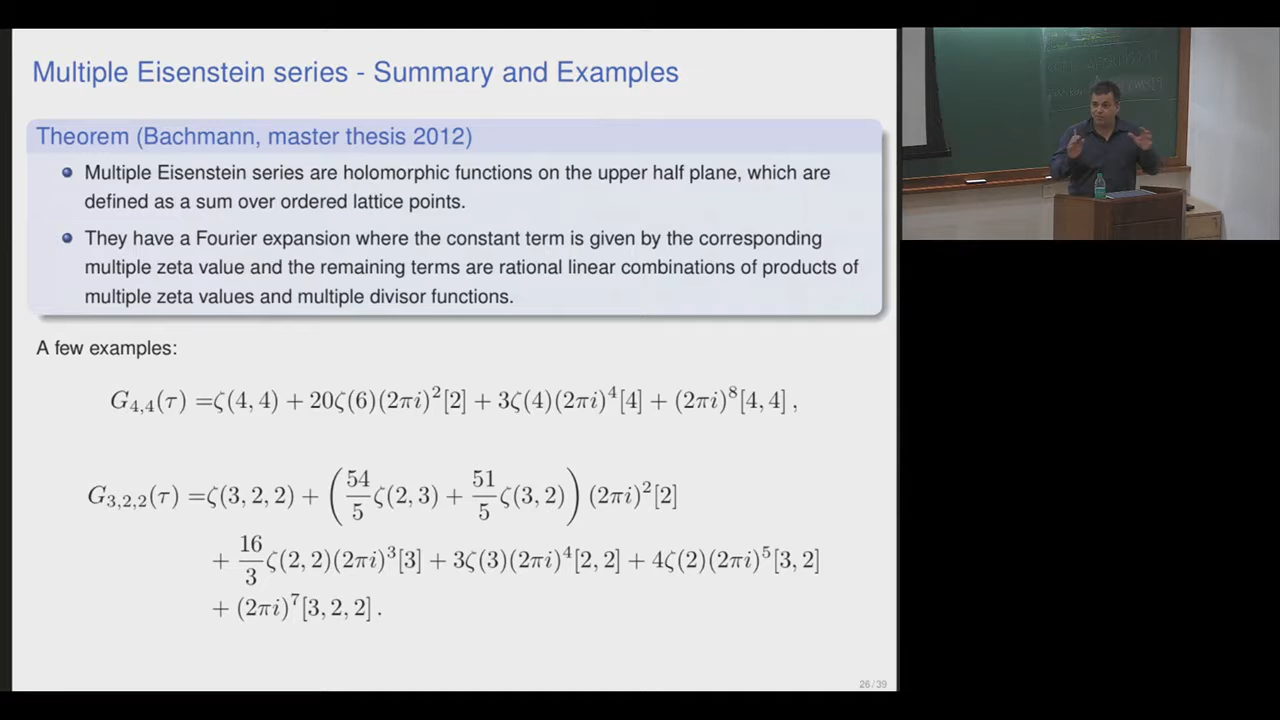 Multiple Eisenstein series - Summary and Examples
Theorem (Bachmann, master thesis 2012)
Multiple Eisenstein series are holomorphic functions on the upper half plane, which are
defined as a sum over ordered lattice points.
They have a Fourier expansion where the constant term is given by the corresponding
multiple zeta value and the remaining terms are rational linear combinations of products of
multiple zeta values and multiple divisor functions.
A few examples:
G_{4,4}(τ) = ζ(4,4) + 20ζ(6)(2πi)^2[2] + 3ζ(4)(2πi)^4[4] + (2πi)^8[4,4] ,
G_{3,2,2}(τ) = ζ(3,2,2) + (54/5 ζ(2,3) + 51/5 ζ(3,2)) (2πi)^2[2]
+ 16/3 ζ(2,2)(2πi)^3[3] + 3ζ(3)(2πi)^4[2,2] + 4ζ(2)(2πi)^5[3,2]
+ (2πi)^7[3,2,2] .
26 / 39